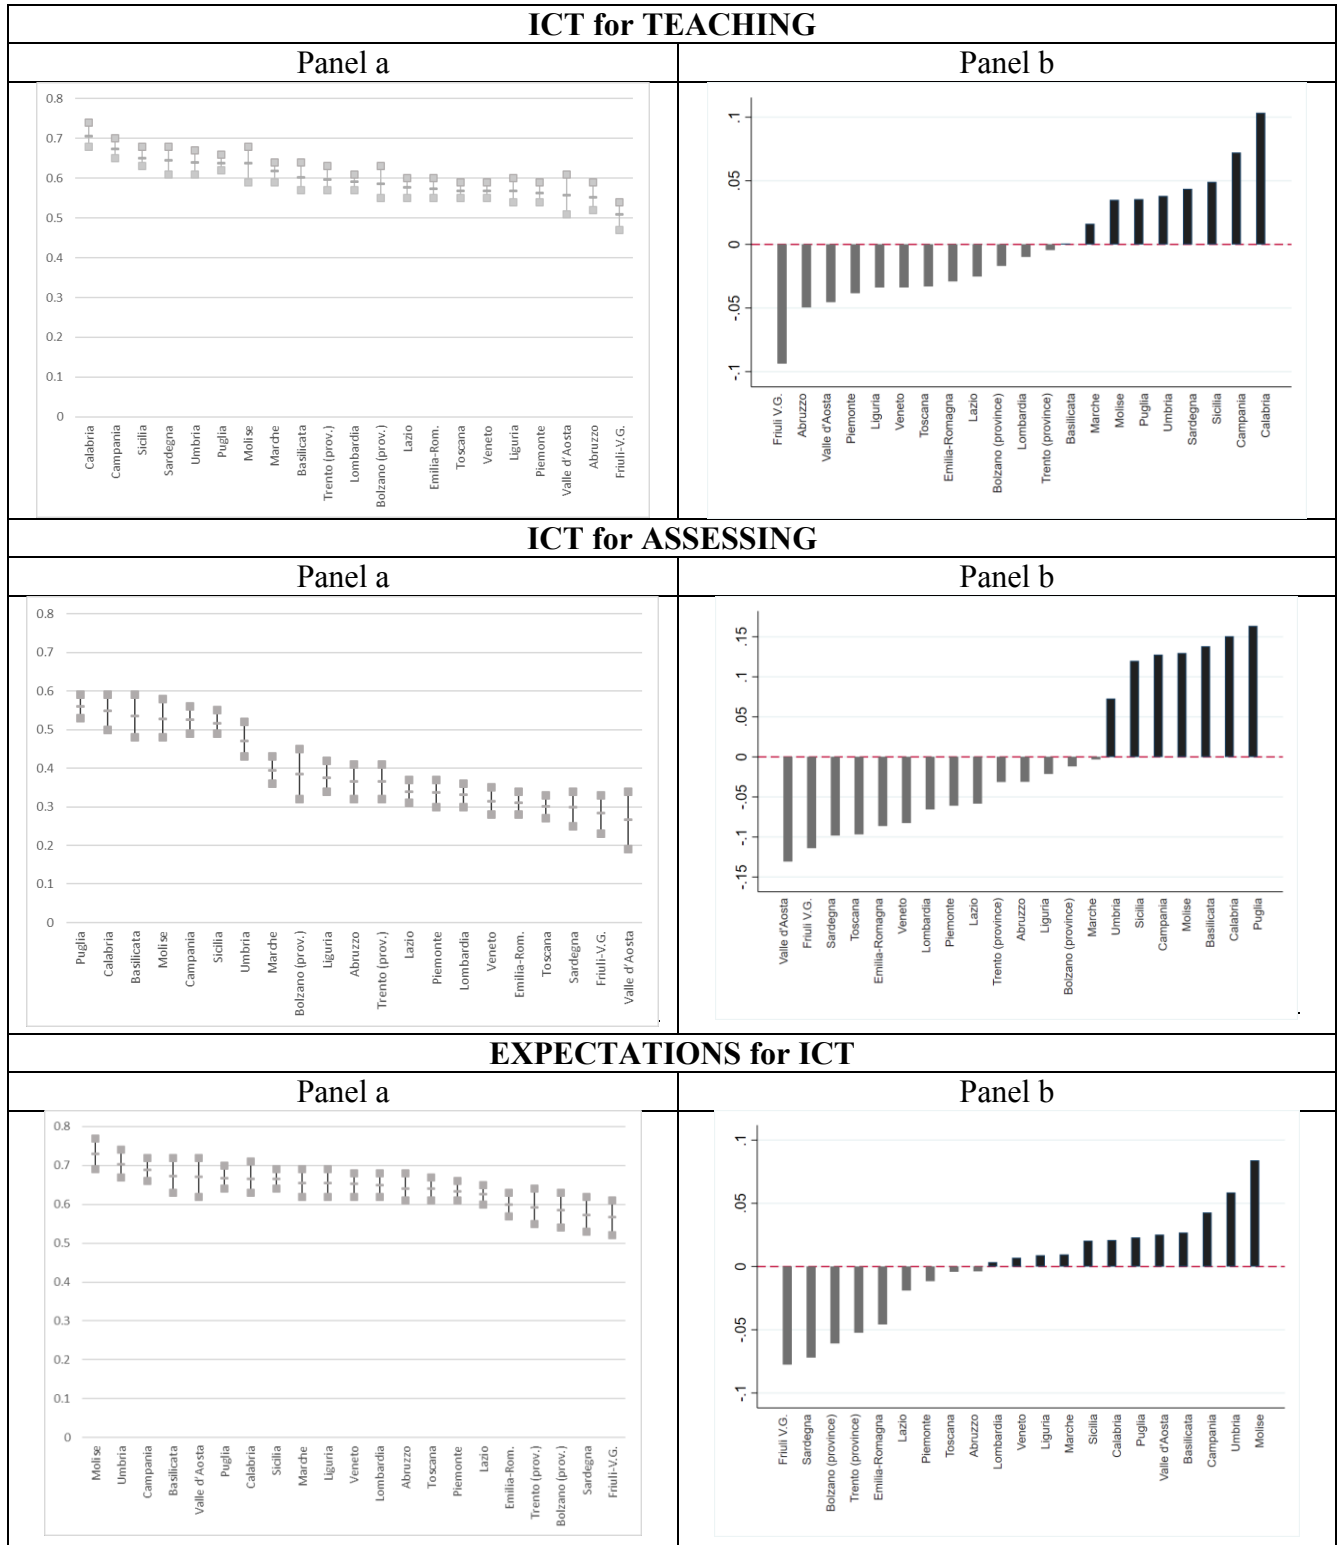 ICT for TEACHING
Panel a
Panel b
0.8
0.7
0.6
0.5
0.4
0.3
0.2
0.1
0
Calabria
Campania
Sicilia
Sardegna
Umbria
Puglia
Molise
Marche
Basilicata
Trento (prov.)
Lombardia
Bolzano (prov.)
Lazio
Emilia-Rom.
Toscana
Veneto
Liguria
Piemonte
Valle d'Aosta
Abruzzo
Friuli-V.G.
.1
.05
0
-.05
-.1
Friuli V.G.
Abruzzo
Valle d'Aosta
Piemonte
Liguria
Veneto
Toscana
Emilia-Romagna
Lazio
Bolzano (province)
Lombardia
Trento (province)
Basilicata
Marche
Molise
Puglia
Umbria
Sardegna
Sicilia
Campania
Calabria
ICT for ASSESSING
Panel a
Panel b
0.8
0.7
0.6
0.5
0.4
0.3
0.2
0.1
0
Puglia
Calabria
Basilicata
Molise
Campania
Sicilia
Umbria
Marche
Bolzano (prov.)
Liguria
Abruzzo
Trento (prov.)
Lazio
Piemonte
Lombardia
Veneto
Emilia-Rom.
Toscana
Sardegna
Friuli-V.G.
Valle d'Aosta
.15
.1
.05
0
-.05
-.1
-.15
Valle d'Aosta
Friuli V.G.
Sardegna
Toscana
Emilia-Romagna
Veneto
Lombardia
Piemonte
Lazio
Trento (province)
Abruzzo
Liguria
Bolzano (province)
Marche
Umbria
Sicilia
Campania
Molise
Basilicata
Calabria
Puglia
EXPECTATIONS for ICT
Panel a
Panel b
0.8
0.7
0.6
0.5
0.4
0.3
0.2
0.1
0
Molise
Umbria
Campania
Basilicata
Valle d'Aosta
Puglia
Calabria
Sicilia
Marche
Liguria
Veneto
Lombardia
Abruzzo
Toscana
Piemonte
Lazio
Emilia-Rom.
Trento (prov.)
Bolzano (prov.)
Sardegna
Friuli-V.G.
.1
.05
0
-.05
-.1
Friuli V.G.
Sardegna
Bolzano (province)
Trento (province)
Emilia-Romagna
Lazio
Piemonte
Toscana
Abruzzo
Lombardia
Veneto
Liguria
Marche
Sicilia
Calabria
Puglia
Valle d'Aosta
Basilicata
Campania
Umbria
Molise